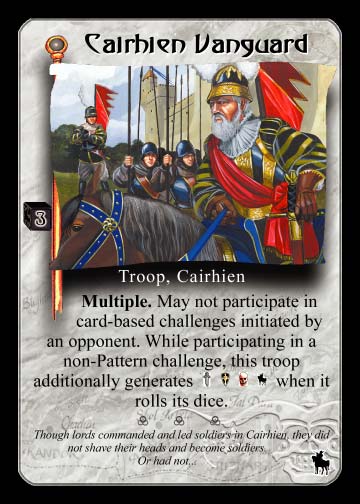 Cairhien Vanguard
3
Troop, Cairhien
Multiple. May not participate in
card-based challenges initiated by
an opponent. While participating in a
non-Pattern challenge, this troop
additionally generates when it
rolls its dice.
Though lords commanded and led soldiers in Cairhien, they did
not shave their heads and become soldiers.
Or had not...